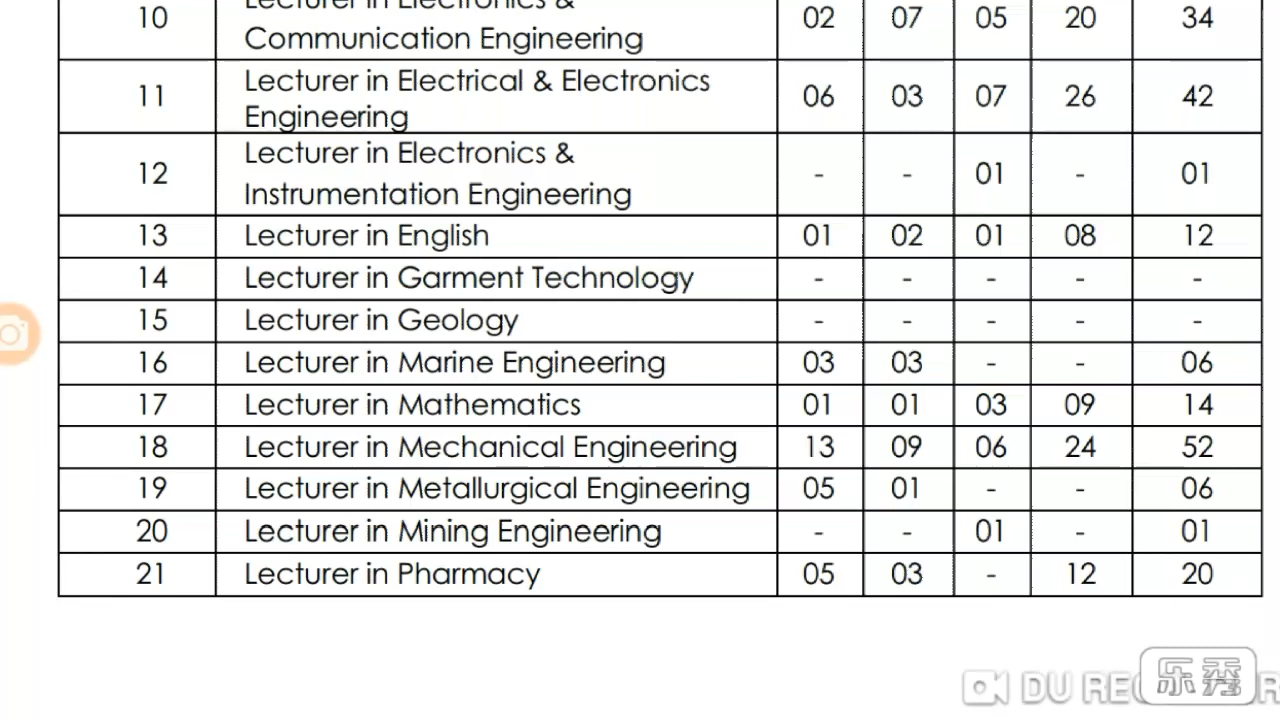 10 Lecturer in Electronics & 02 07 05 20 34
Communication Engineering
11 Lecturer in Electrical & Electronics 06 03 07 26 42
Engineering
12 Lecturer in Electronics & - - 01 - 01
Instrumentation Engineering
13 Lecturer in English 01 02 01 08 12
14 Lecturer in Garment Technology - - - - -
15 Lecturer in Geology - - - - -
16 Lecturer in Marine Engineering 03 03 - - 06
17 Lecturer in Mathematics 01 01 03 09 14
18 Lecturer in Mechanical Engineering 13 09 06 24 52
19 Lecturer in Metallurgical Engineering 05 01 - - 06
20 Lecturer in Mining Engineering - - 01 - 01
21 Lecturer in Pharmacy 05 03 - 12 20
DU REC
乐秀